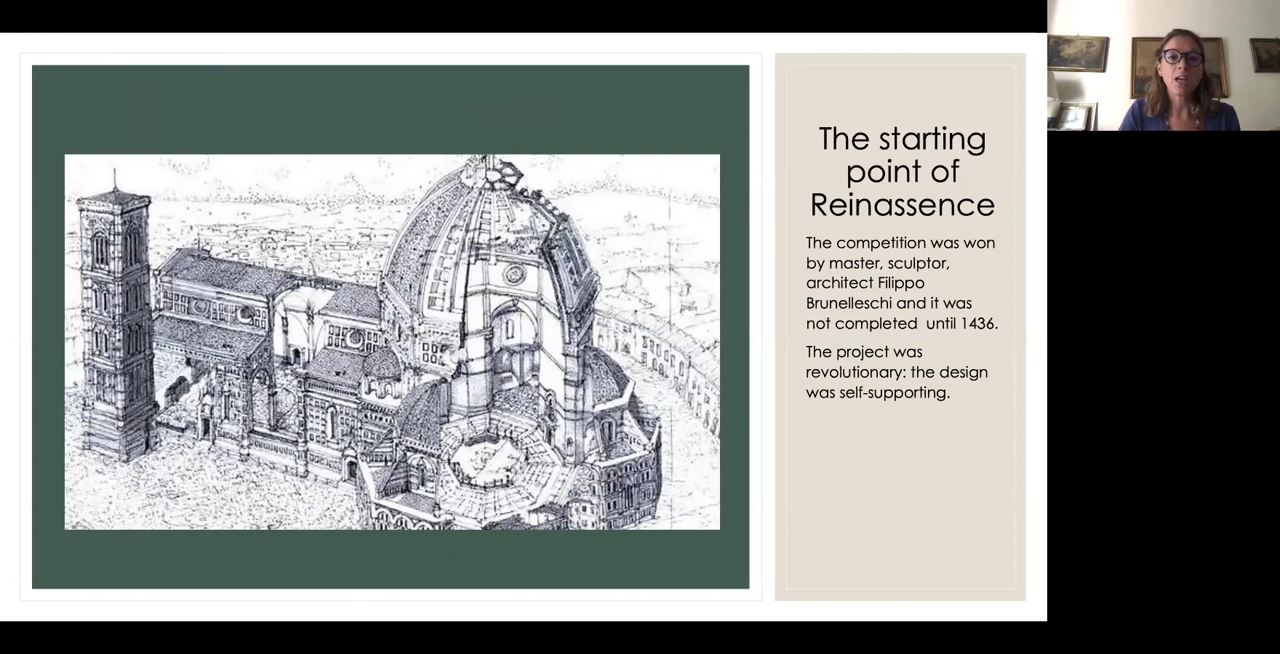 The starting
point of
Reinassence
The competition was won
by master, sculptor,
architect Filippo
Brunelleschi and it was
not completed  until 1436.
The project was
revolutionary: the design
was self-supporting.